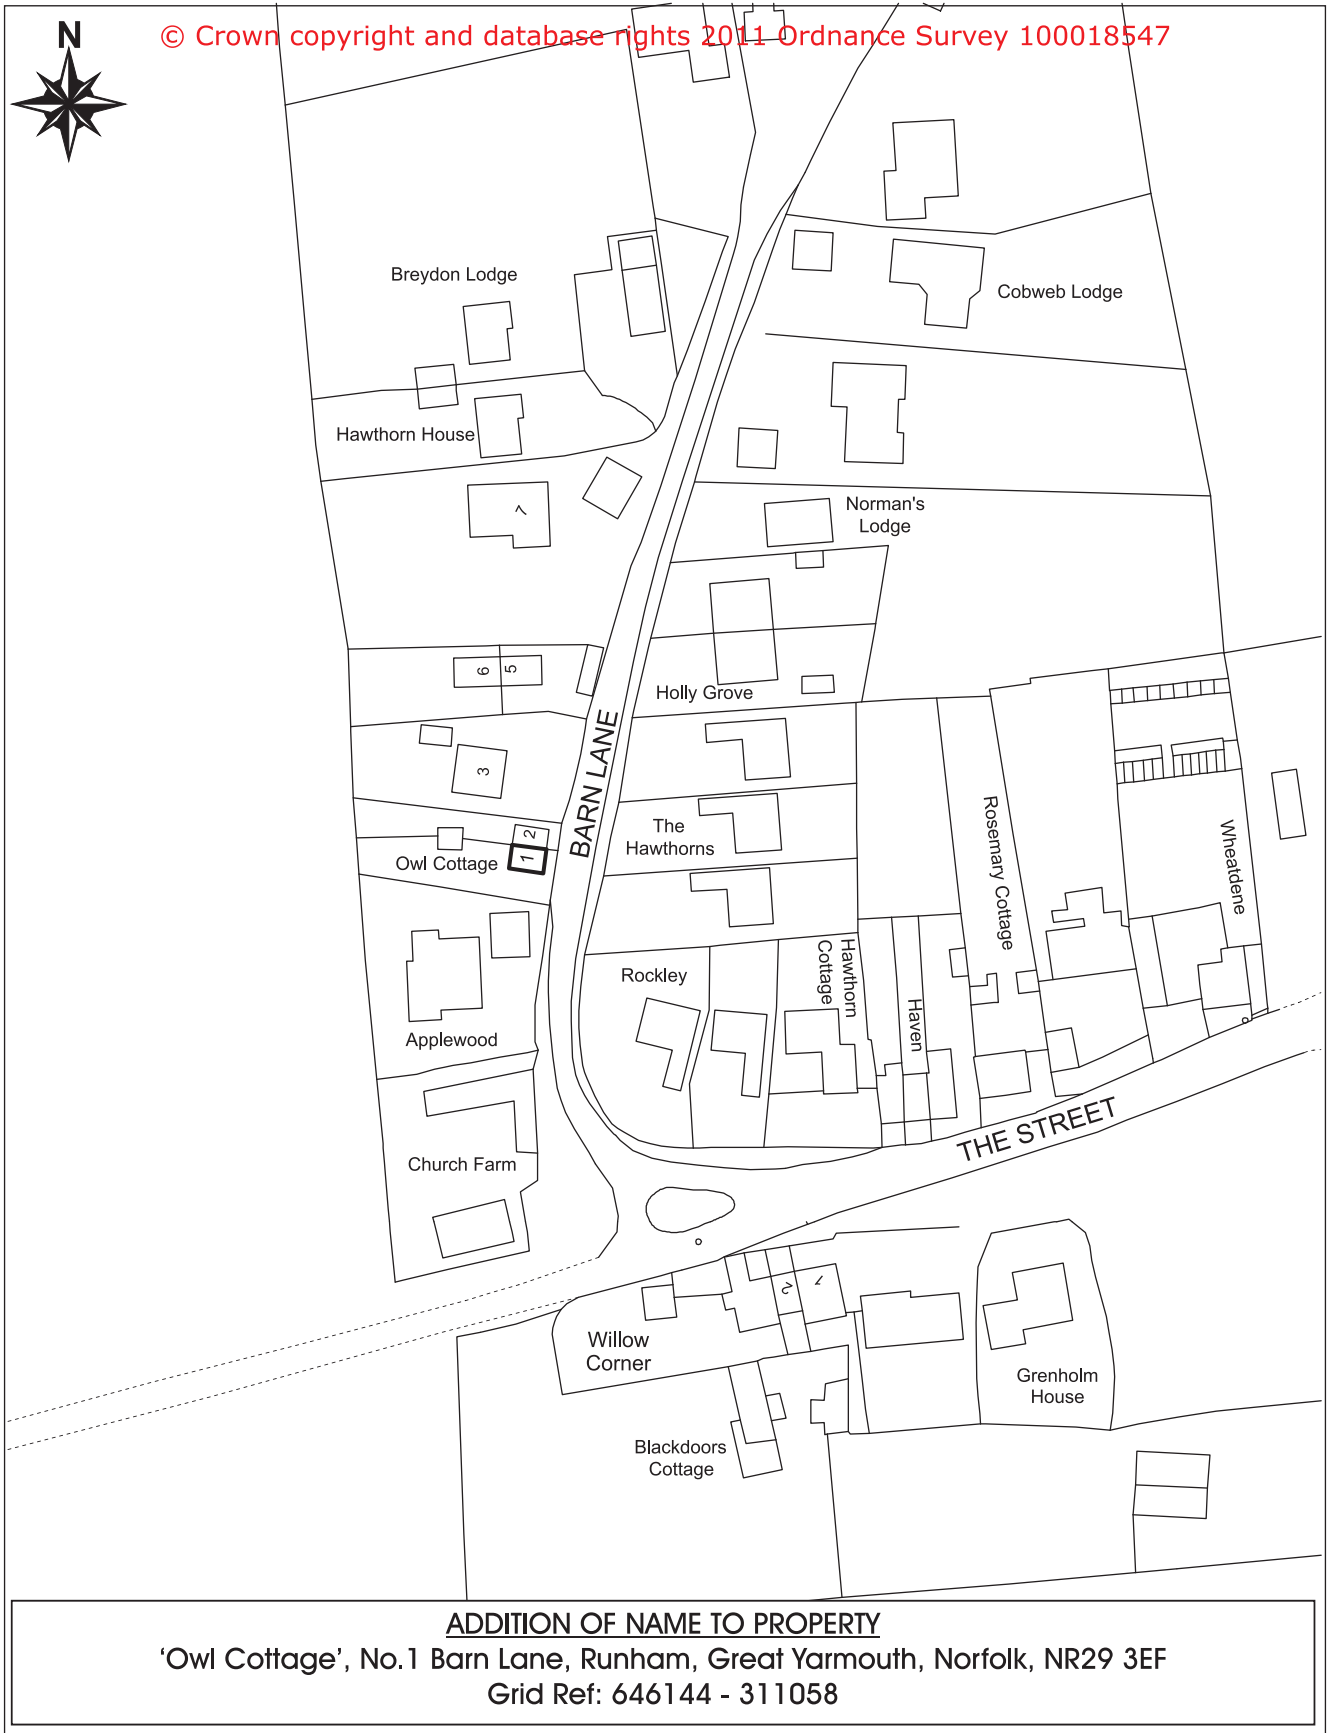 N
© Crown copyright and database rights 2011 Ordnance Survey 100018547
Breydon Lodge
Cobweb Lodge
Hawthorn House
7
Norman's
Lodge
6
5
Holly Grove
BARN LANE
3
2
1
Owl Cottage
The
Hawthorns
Rosemary Cottage
Wheatdene
Rockley
Hawthorn
Cottage
Haven
Applewood
Church Farm
THE STREET
2
1
Willow
Corner
Grenholm
House
Blackdoors
Cottage
ADDITION OF NAME TO PROPERTY
‘Owl Cottage’, No.1 Barn Lane, Runham, Great Yarmouth, Norfolk, NR29 3EF
Grid Ref: 646144 - 311058